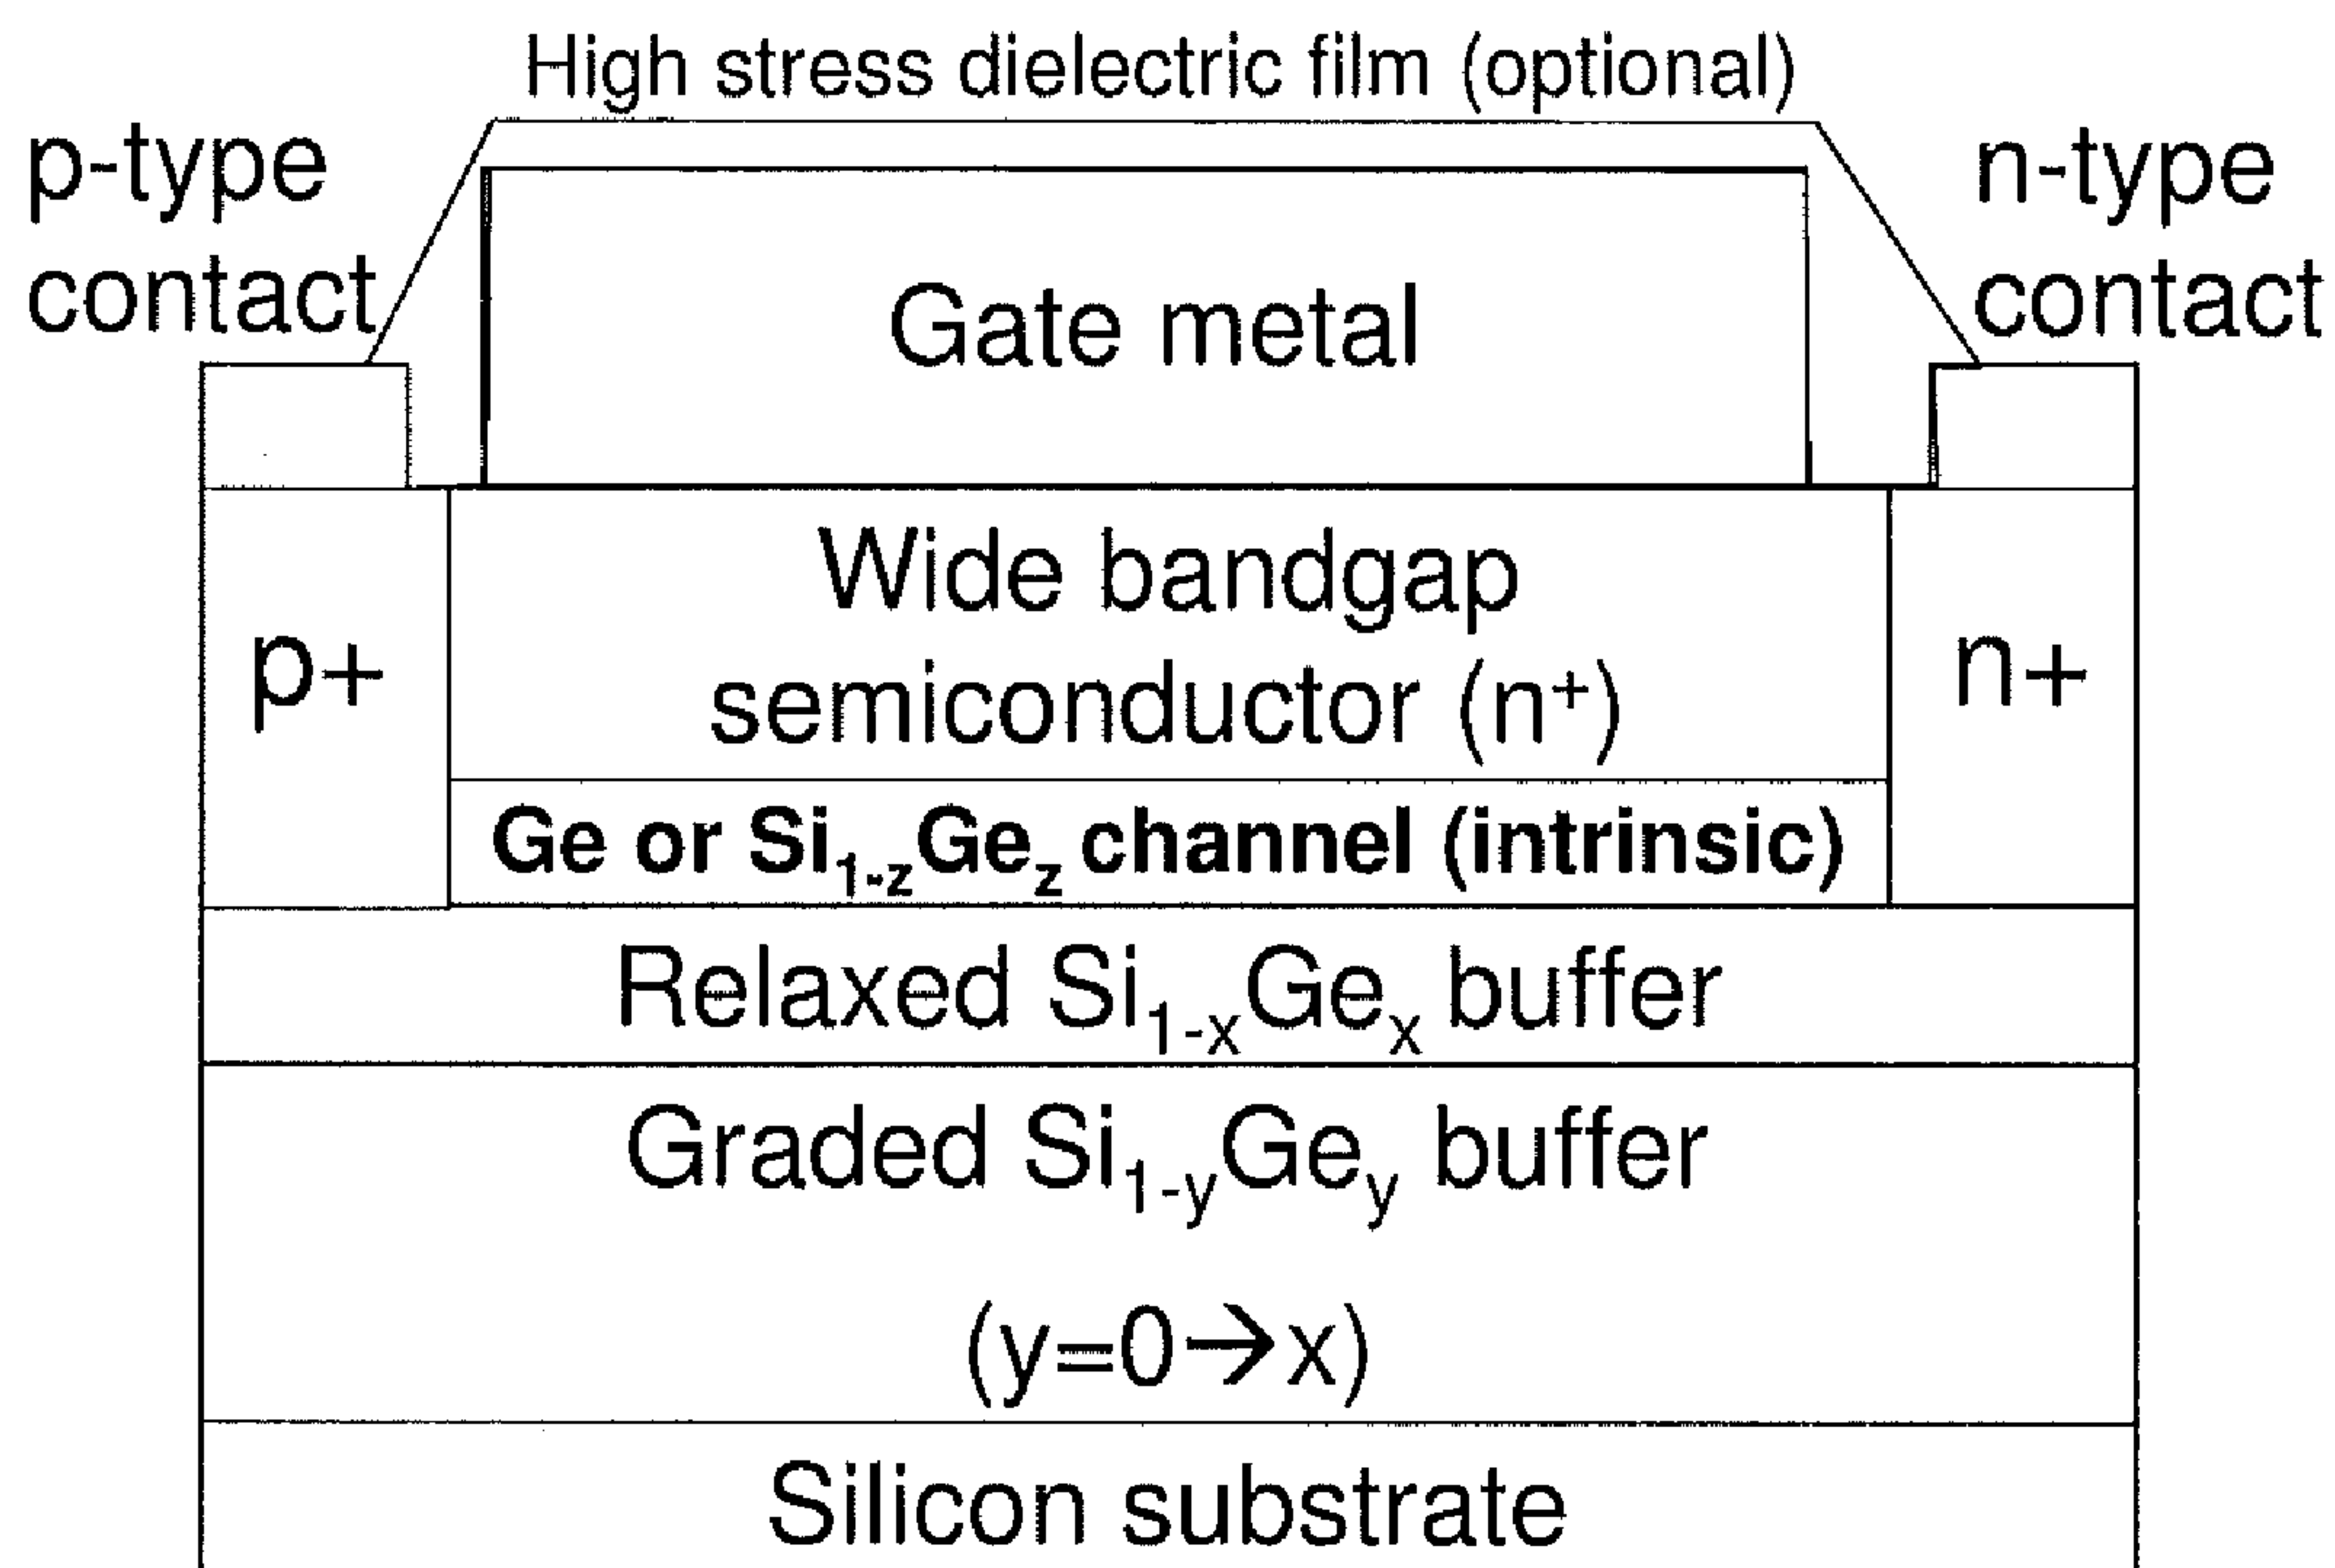 High stress dielectric film (optional)
p-type
contact
n-type
contact
Gate metal
Wide bandgap
semiconductor (n⁺)
p+
n+
Ge or Si₁₋zGez channel (intrinsic)
Relaxed Si₁₋ₓGeₓ buffer
Graded Si₁₋yGey buffer
(y=0→x)
Silicon substrate